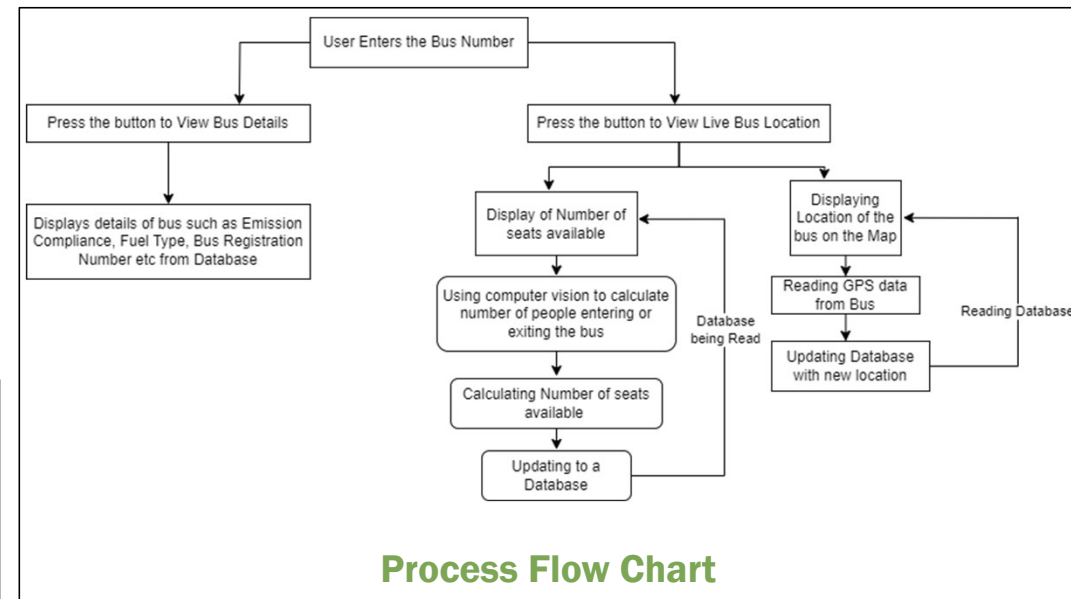 User Enters the Bus Number
Press the button to View Bus Details
Press the button to View Live Bus Location
Displays details of bus such as Emission
Compliance, Fuel Type, Bus Registration
Number etc from Database
Display of Number of
seats available
Displaying
Location of the
bus on the Map
Using computer vision to calculate
number of people entering or
exiting the bus
Reading GPS data
from Bus
Database
being Read
Reading Database
Updating Database
with new location
Calculating Number of seats
available
Updating to a
Database
Process Flow Chart